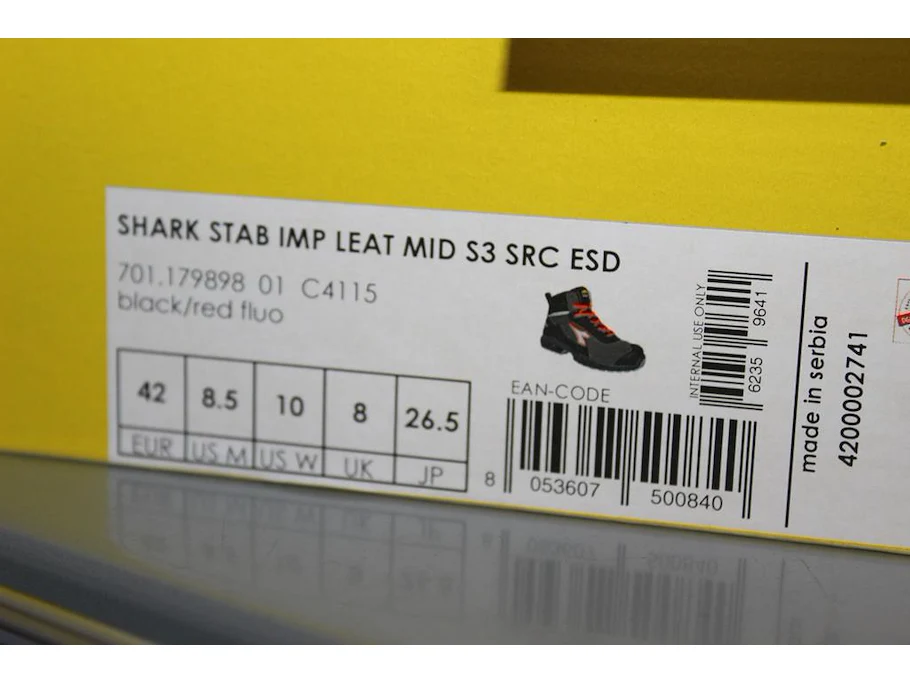 SHARK STAB IMP LEAT MID S3 SRC ESD
701.179898 01 C4115
black/red fluo
42 8.5 10 8 26.5
EUR US M US W UK JP
EAN-CODE
8 053607 500840
INTERNAL USE ONLY
6235 9641
made in serbia
4200002741